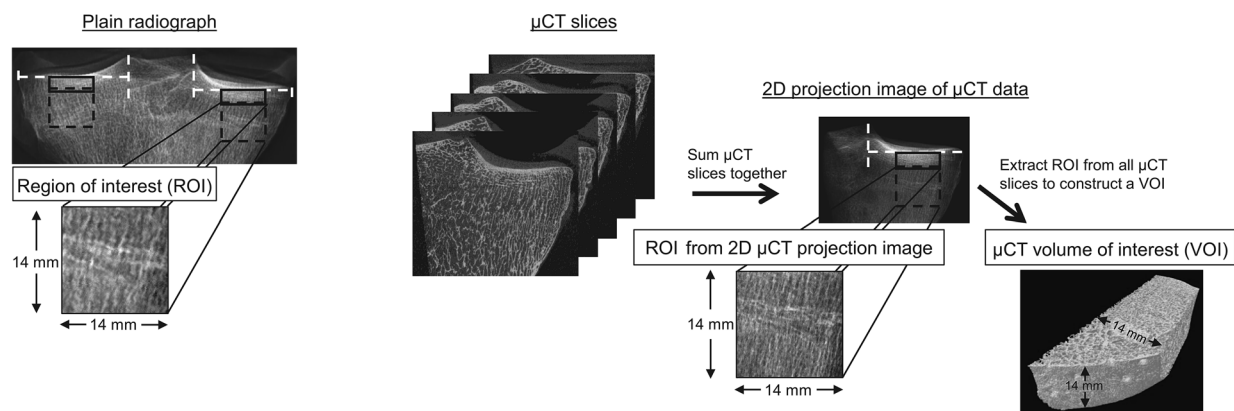 Plain radiograph
Region of interest (ROI)
14 mm
14 mm
µCT slices
Sum µCT
slices together
2D projection image of µCT data
ROI from 2D µCT projection image
14 mm
14 mm
Extract ROI from all µCT
slices to construct a VOI
µCT volume of interest (VOI)
14 mm
14 mm